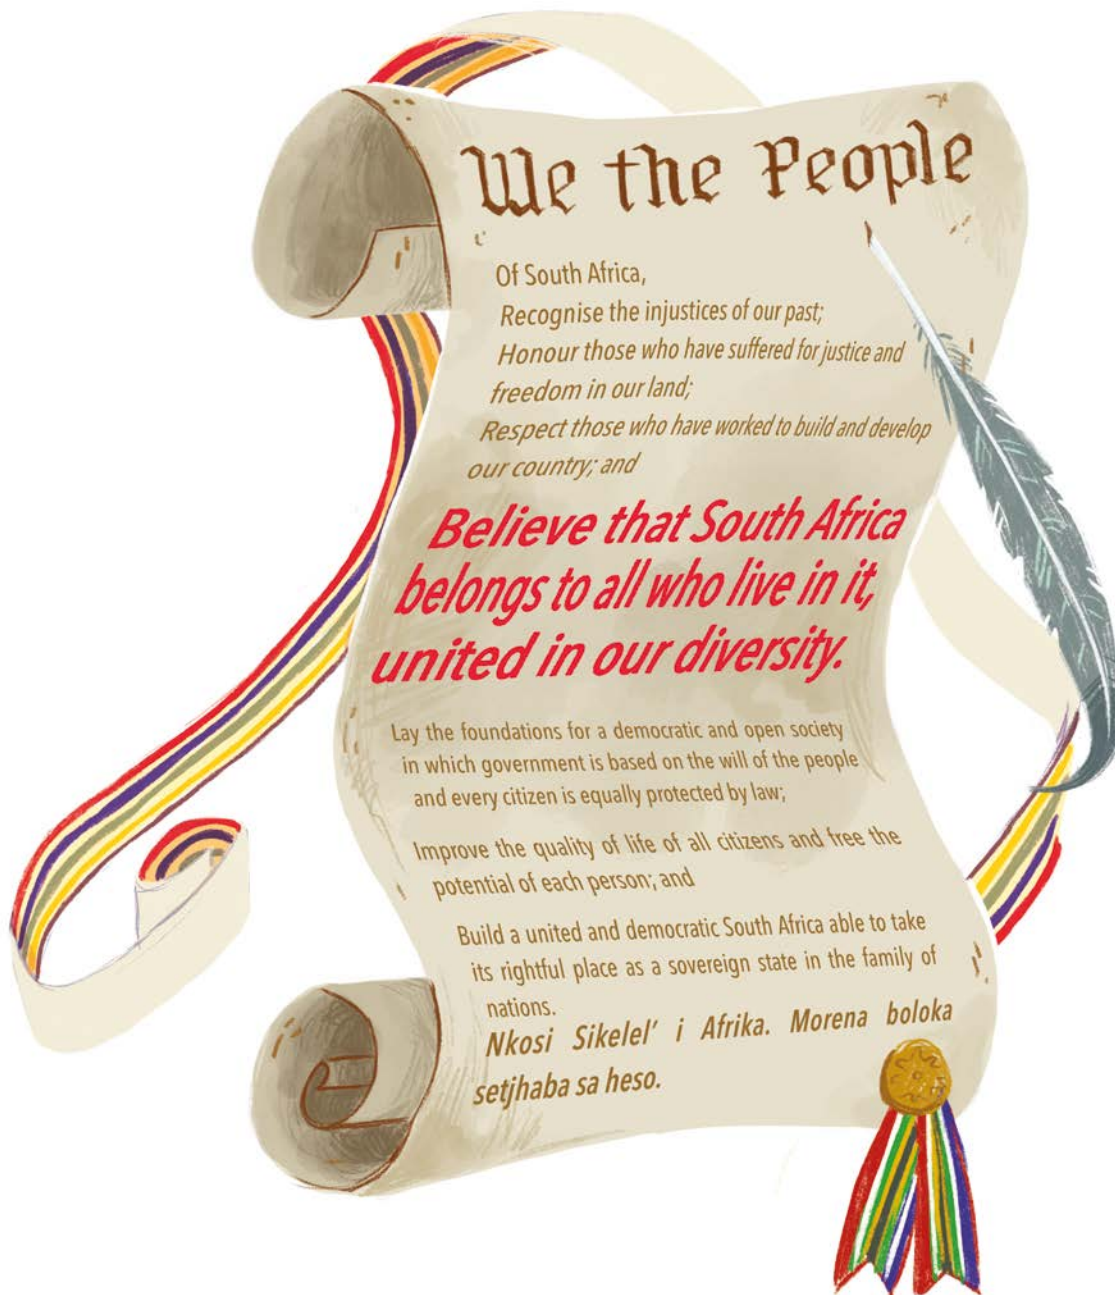 We the People
Of South Africa,
Recognise the injustices of our past;
Honour those who have suffered for justice and
freedom in our land;
Respect those who have worked to build and develop
our country; and
Believe that South Africa
belongs to all who live in it,
united in our diversity.
Lay the foundations for a democratic and open society
in which government is based on the will of the people
and every citizen is equally protected by law;
Improve the quality of life of all citizens and free the
potential of each person; and
Build a united and democratic South Africa able to take
its rightful place as a sovereign state in the family of
nations.
Nkosi Sikelel’ i Afrika. Morena boloka
setjhaba sa heso.